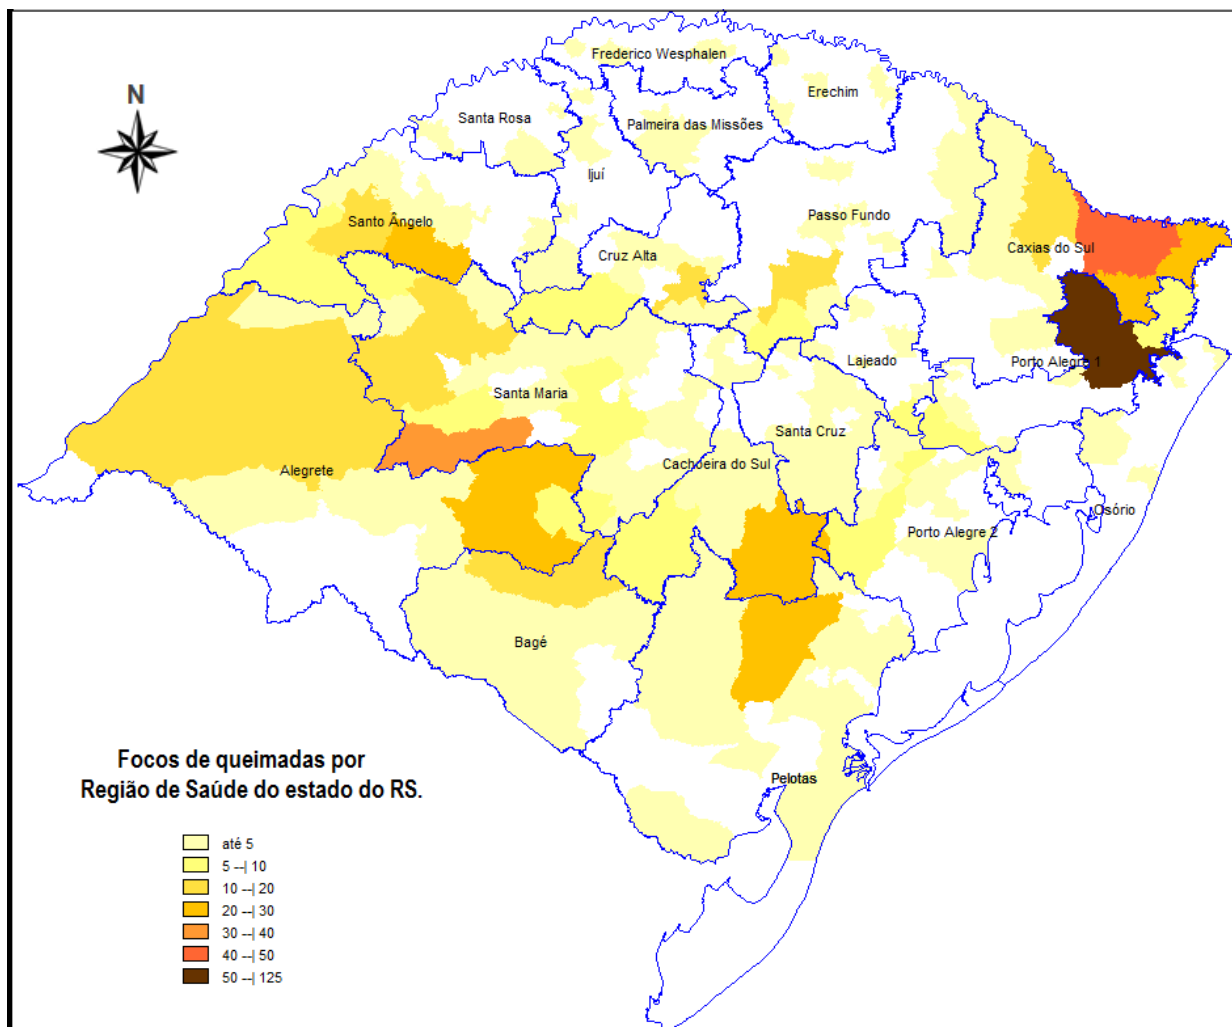 N
Frederico Wesphalen
Erechim
Santa Rosa
Palmeira das Missões
Ijuí
Passo Fundo
Santo Ângelo
Caxias do Sul
Cruz Alta
Lajeado
Porto Alegre 1
Santa Maria
Santa Cruz
Cachoeira do Sul
Alegrete
Osório
Porto Alegre 2
Bagé
Pelotas
Focos de queimadas por
Região de Saúde do estado do RS.
até 5
5 --| 10
10 --| 20
20 --| 30
30 --| 40
40 --| 50
50 --| 125